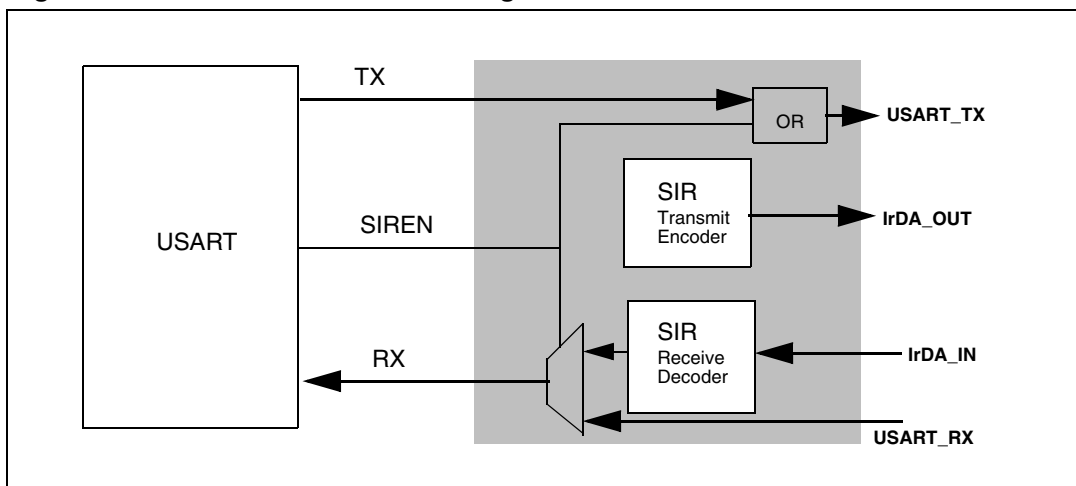 TX
OR
USART_TX
SIR
Transmit
Encoder
IrDA_OUT
SIREN
USART
SIR
Receive
Decoder
IrDA_IN
RX
USART_RX